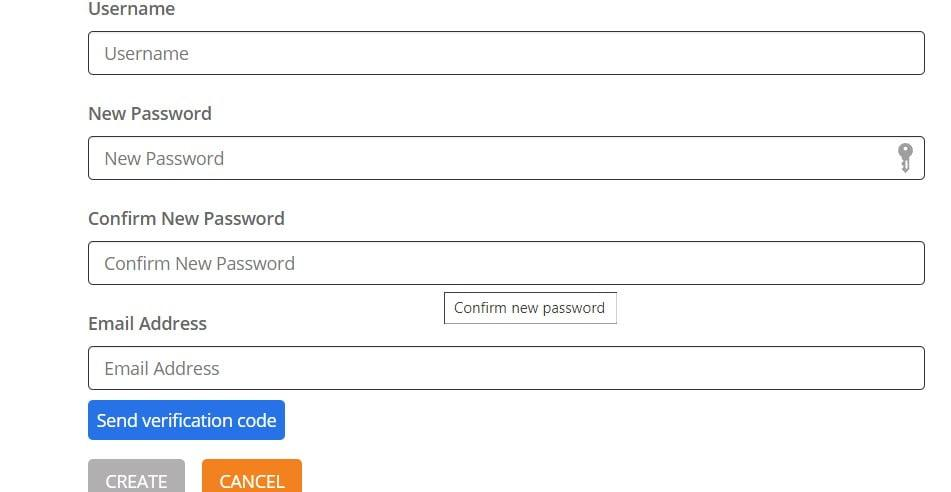 Username
Username
New Password
New Password
Confirm New Password
Confirm New Password
Confirm new password
Email Address
Email Address
Send verification code
CREATE CANCEL